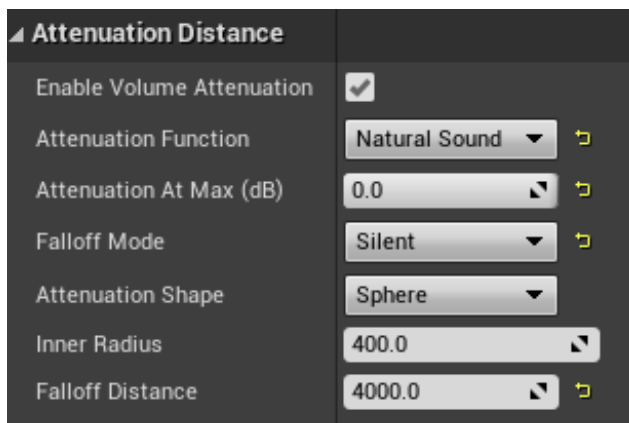 Attenuation Distance
Enable Volume Attenuation
Attenuation Function Natural Sound
Attenuation At Max (dB) 0.0
Falloff Mode Silent
Attenuation Shape Sphere
Inner Radius 400.0
Falloff Distance 4000.0